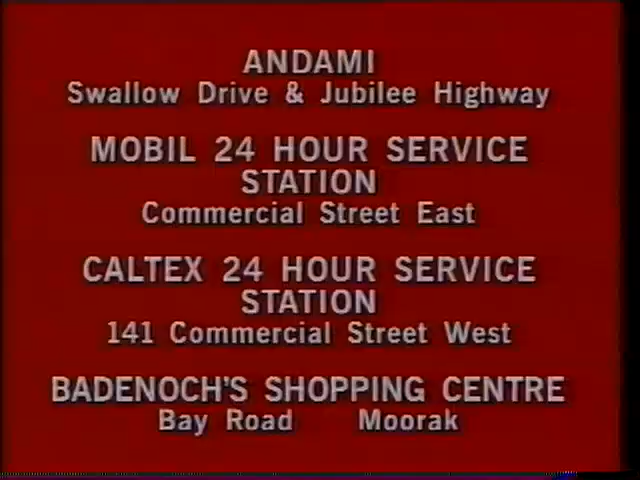 ANDAMI
Swallow Drive & Jubilee Highway
MOBIL 24 HOUR SERVICE
STATION
Commercial Street East
CALTEX 24 HOUR SERVICE
STATION
141 Commercial Street West
BADENOCH'S SHOPPING CENTRE
Bay Road Moorak